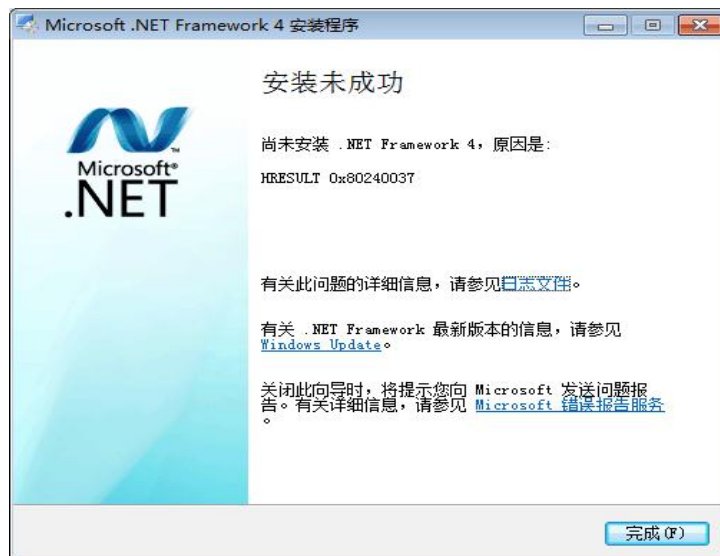 Microsoft .NET Framework 4 安装程序
安装未成功
Microsoft®
.NET
™
尚未安装 .NET Framework 4，原因是:
HRESULT 0x80240037
有关此问题的详细信息，请参见日志文件。
有关 .NET Framework 最新版本的信息，请参见
Windows Update。
关闭此向导时，将提示您向 Microsoft 发送问题报
告。有关详细信息，请参见 Microsoft 错误报告服务
。
完成(F)